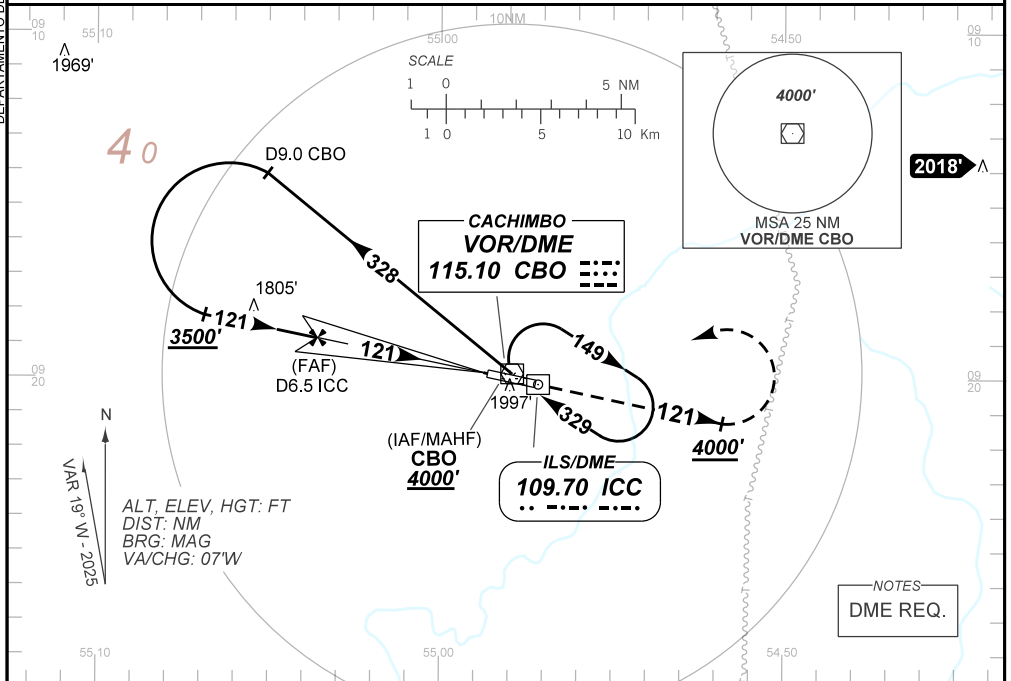 DEPARTAMENTO DE
09
10
55 10
55 00
10NM
54 50
09
10
1969'
SCALE
1 0 5 NM
1 0 5 10 Km
4000'
2018'
MSA 25 NM
VOR/DME CBO
4 0
D9.0 CBO
CACHIMBO
VOR/DME
115.10 CBO
328
1805'
121
3500'
149
121
(FAF)
D6.5 ICC
09
20
09
20
1997'
329
121
4000'
(IAF/MAHF)
CBO
4000'
ILS/DME
109.70 ICC
N
VAR 19° W - 2025
ALT, ELEV, HGT: FT
DIST: NM
BRG: MAG
VA/CHG: 07'W
NOTES
DME REQ.
55 10
55 00
54 50